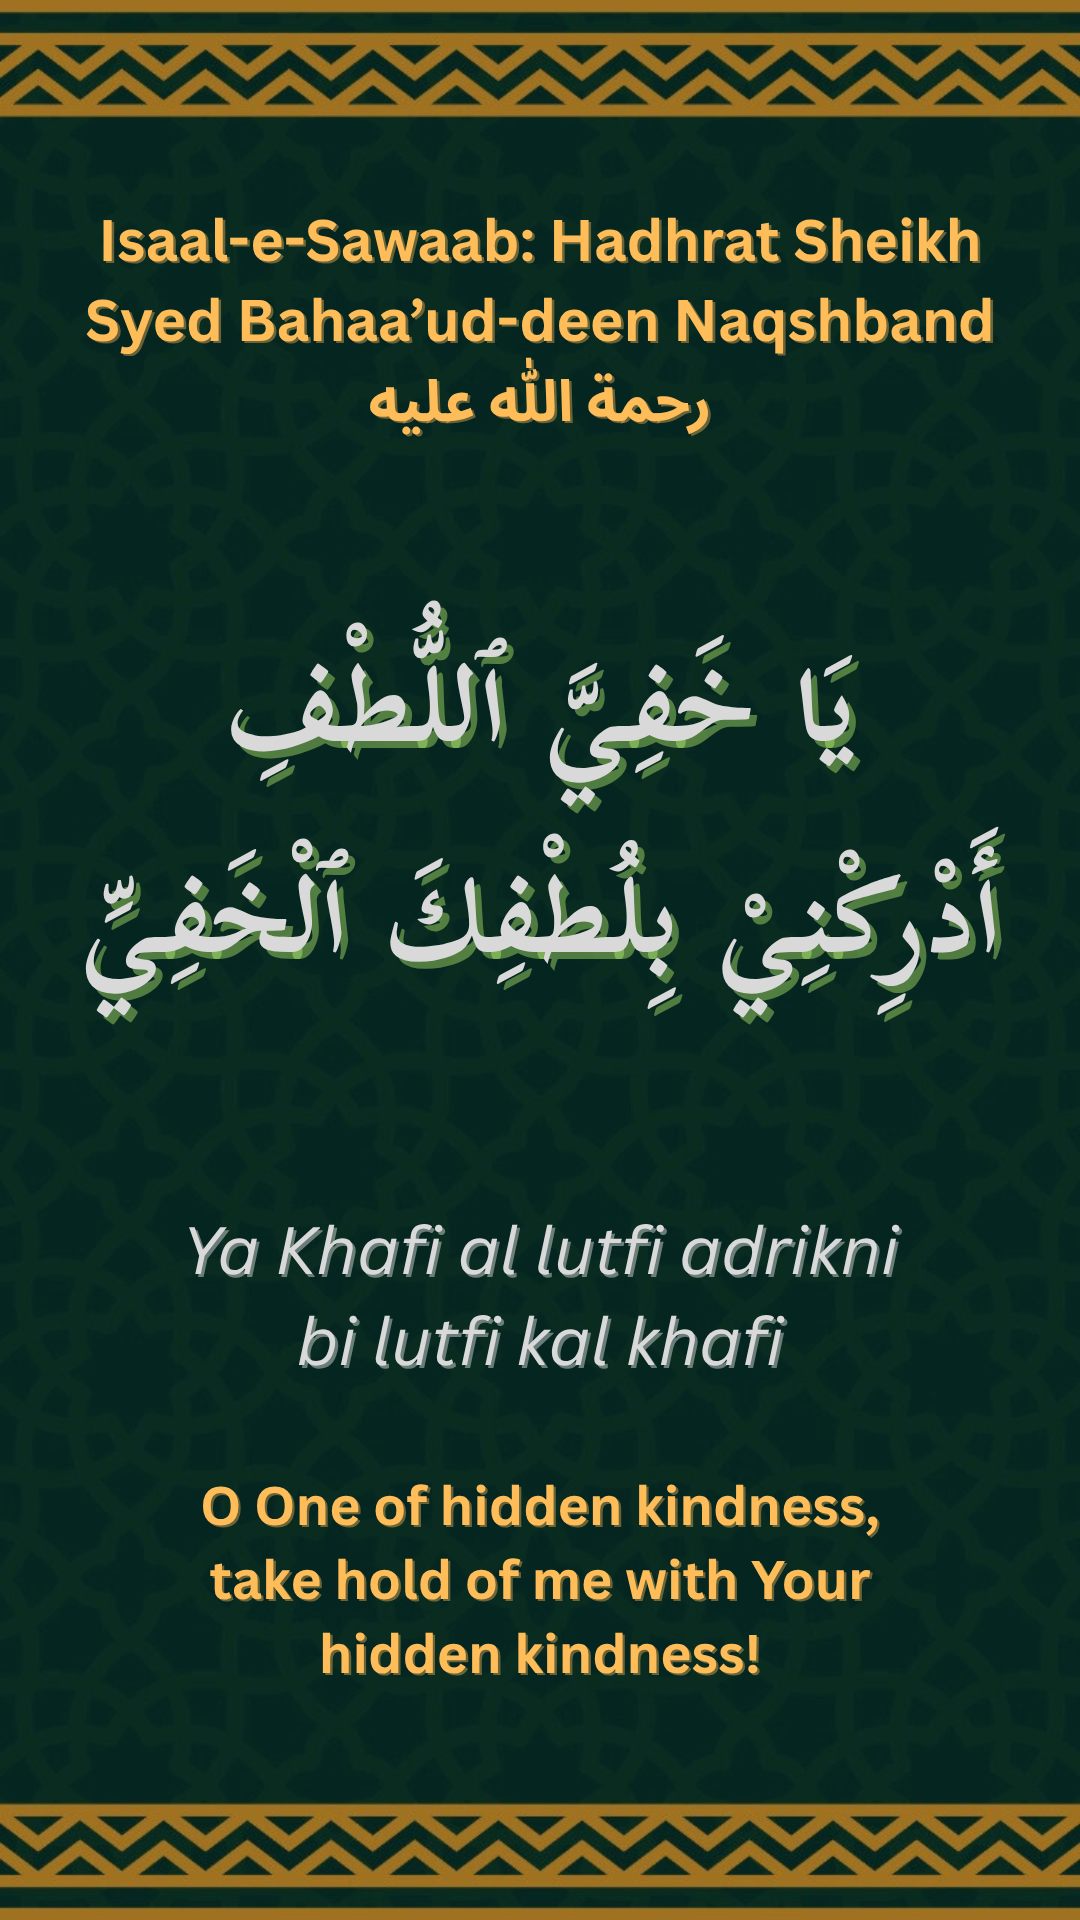 Isaal-e-Sawaab: Hadhrat Sheikh
Syed Bahaa’ud-deen Naqshband
رحمة الله عليه
يَا خَفِيَّ ٱللُّطْفِ
أَدْرِكْنِيْ بِلُطْفِكَ ٱلْخَفِيِّ
Ya Khafi al lutfi adrikni
bi lutfi kal khafi
O One of hidden kindness,
take hold of me with Your
hidden kindness!